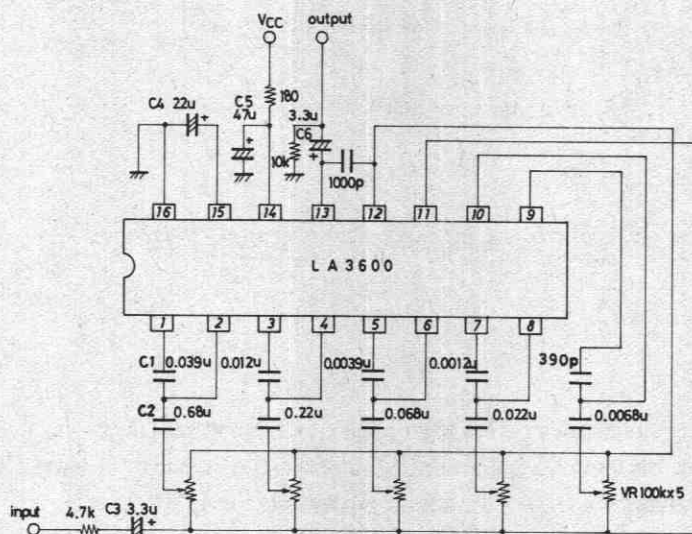 Vcc output
C4 22u
C5
47u
180
3.3u
C6
10k
1000p
16 15 14 13 12 11 10 9
LA3600
1 2 3 4 5 6 7 8
C1 0.039u 0.012u 0.0039u 0.0012u 390p
C2 0.68u 0.22u 0.068u 0.022u 0.0068u
VR100kx5
input 4.7k C3 3.3u
+
+
+
+